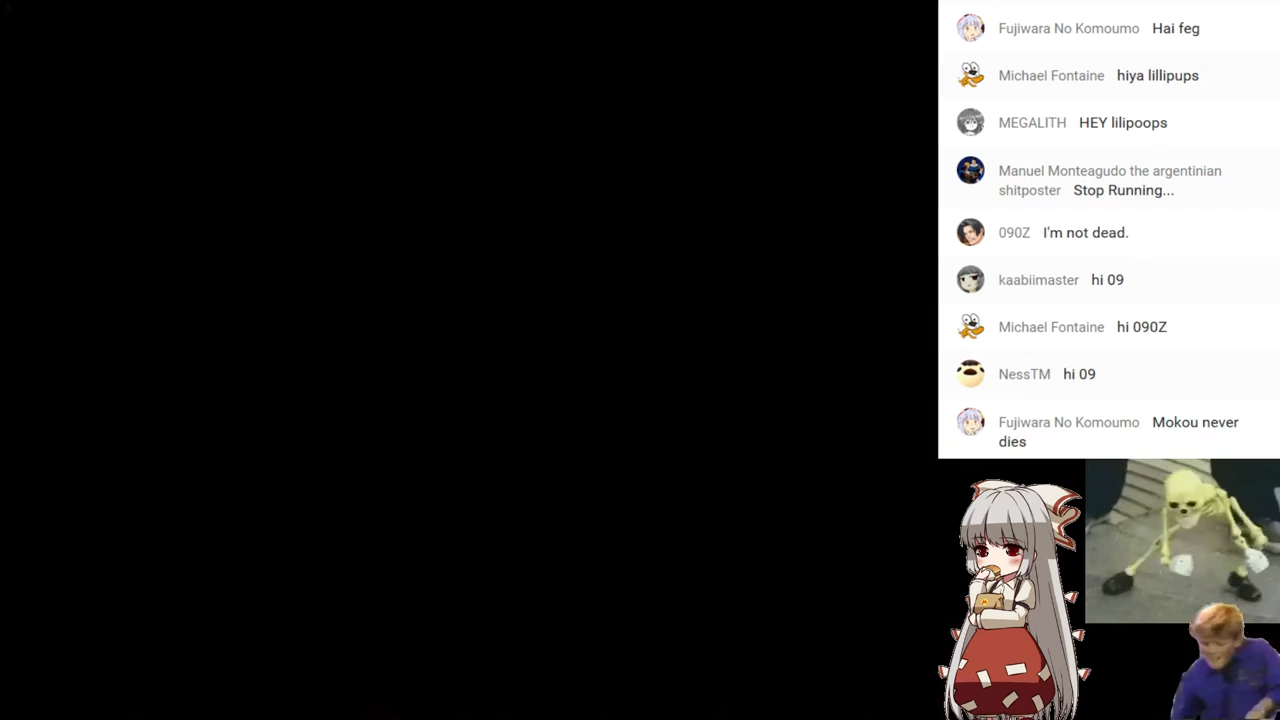 Fujiwara No Komoumo Hai feg
Michael Fontaine hiya lillipups
MEGALITH HEY lilipoops
Manuel Monteagudo the argentinian
shitposter Stop Running...
090Z I'm not dead.
kaabiimaster hi 09
Michael Fontaine hi 090Z
NessTM hi 09
Fujiwara No Komoumo Mokou never
dies